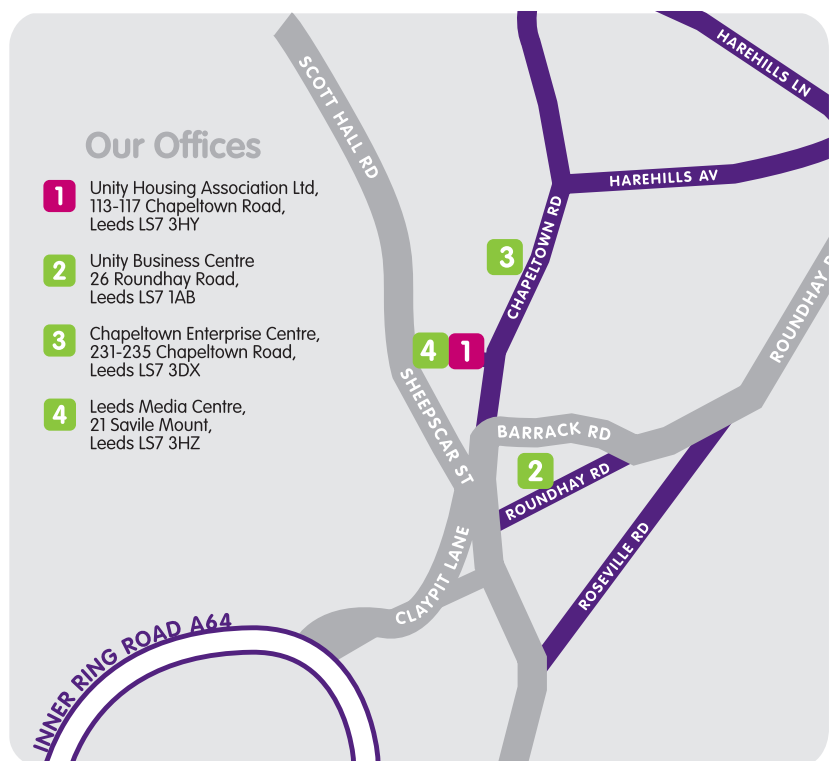 HAREHILLS LN
SCOTT HALL RD
Our Offices
HAREHILLS AV
1 Unity Housing Association Ltd,
113-117 Chapeltown Road,
Leeds LS7 3HY
2 Unity Business Centre
26 Roundhay Road,
Leeds LS7 1AB
3 Chapeltown Enterprise Centre,
231-235 Chapeltown Road,
Leeds LS7 3DX
4 Leeds Media Centre,
21 Savile Mount,
Leeds LS7 3HZ
CHAPELTOWN RD
3
ROUNDHAY
4 1
SHEEPSCAR ST
BARRACK RD
2
ROUNDHAY RD
CLAYPIT LANE
ROSEVILLE RD
INNER RING ROAD A64